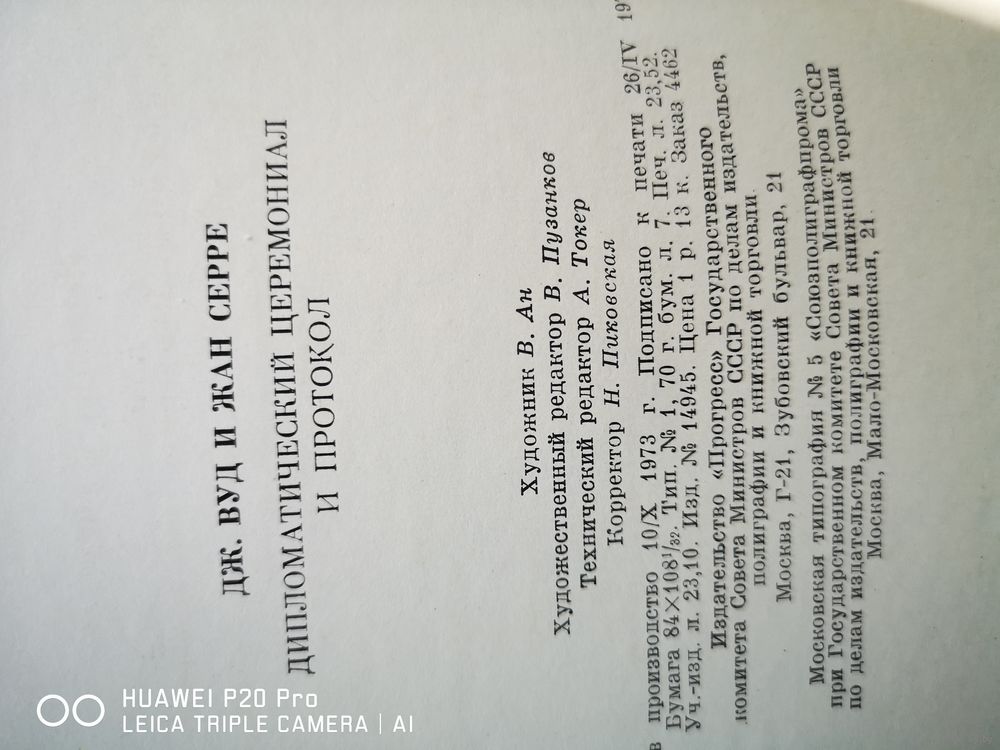 ДЖ. ВУД И ЖАН СЕРРЕ
ДИПЛОМАТИЧЕСКИЙ ЦЕРЕМОНИАЛ
И ПРОТОКОЛ
Художник В. Ан
Художественный редактор В. Пузанков
Технический редактор А. Токер
Корректор Н. Пиковская
в производство 10/X 1973 г. Подписано к печати 26/IV 197
Бумага 84×108¹/₃₂. Тип. № 1, 70 г. бум. л. 7. Печ. л. 23,52.
Уч.-изд. л. 23,10. Изд. № 14945. Цена 1 р. 13 к. Заказ 4462
Издательство «Прогресс» Государственного
комитета Совета Министров СССР по делам издательств,
полиграфии и книжной торговли.
Москва, Г-21, Зубовский бульвар, 21
Московская типография № 5 «Союзполиграфпрома»
при Государственном комитете Совета Министров СССР
по делам издательств, полиграфии и книжной торговли
Москва, Мало-Московская, 21.
HUAWEI P20 Pro
LEICA TRIPLE CAMERA | AI